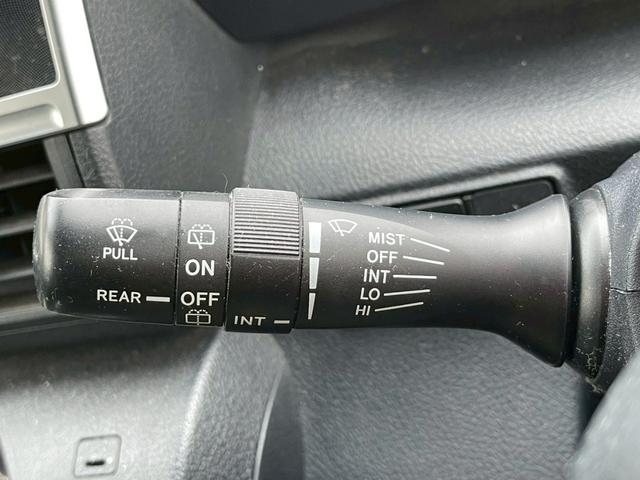 PULL
REAR
ON
OFF
INT
MIST
OFF
INT
LO
HI